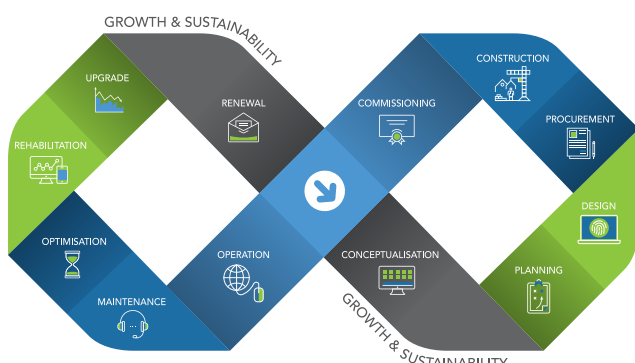 GROWTH & SUSTAINABILITY
CONSTRUCTION
UPGRADE
RENEWAL
COMMISSIONING
PROCUREMENT
REHABILITATION
DESIGN
OPTIMISATION
OPERATION
CONCEPTUALISATION
PLANNING
MAINTENANCE
GROWTH & SUSTAINABILITY